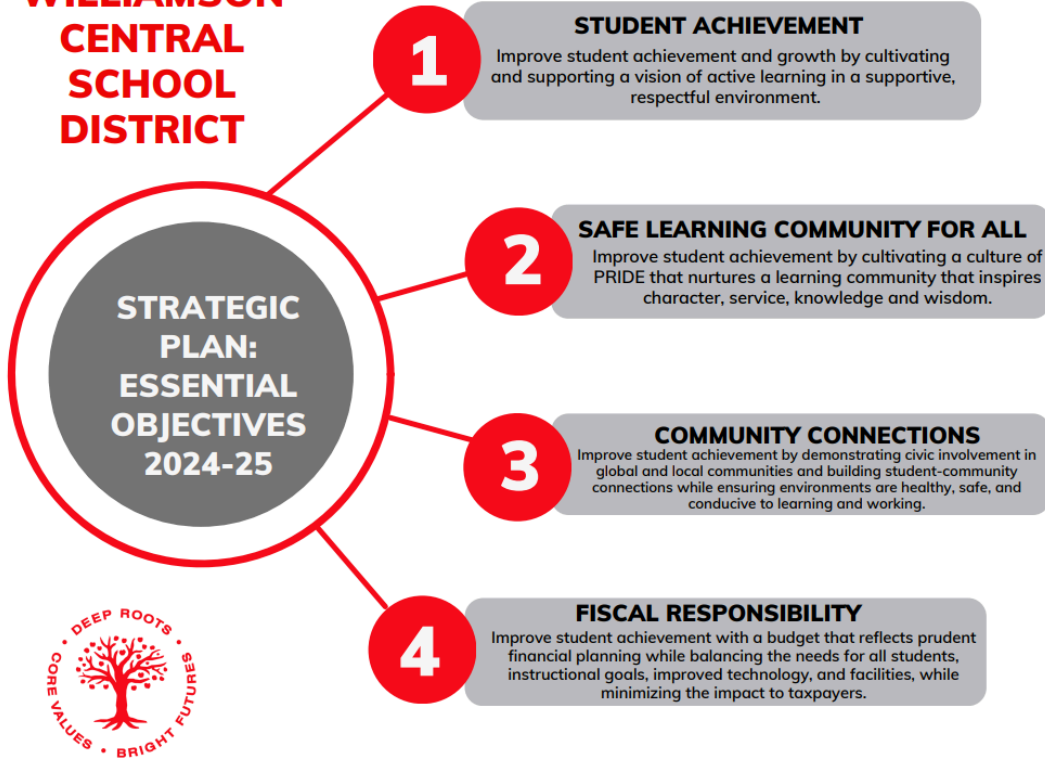 WILLIAMSON
CENTRAL
SCHOOL
DISTRICT
STRATEGIC
PLAN:
ESSENTIAL
OBJECTIVES
2024-25
1
STUDENT ACHIEVEMENT
Improve student achievement and growth by cultivating
and supporting a vision of active learning in a supportive,
respectful environment.
2
SAFE LEARNING COMMUNITY FOR ALL
Improve student achievement by cultivating a culture of
PRIDE that nurtures a learning community that inspires
character, service, knowledge and wisdom.
3
COMMUNITY CONNECTIONS
Improve student achievement by demonstrating civic involvement in
global and local communities and building student-community
connections while ensuring environments are healthy, safe, and
conducive to learning and working.
4
FISCAL RESPONSIBILITY
Improve student achievement with a budget that reflects prudent
financial planning while balancing the needs for all students,
instructional goals, improved technology, and facilities, while
minimizing the impact to taxpayers.
CORE VALUES • DEEP ROOTS • BRIGHT FUTURES •